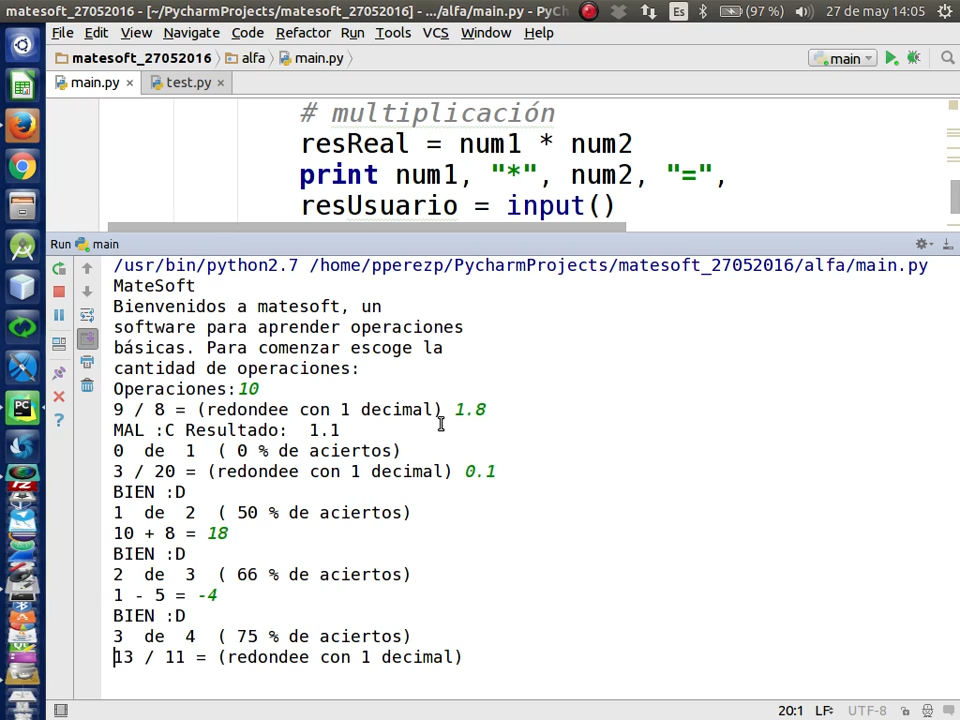 matesoft_27052016 - [~/PycharmProjects/matesoft_27052016] - .../alfa/main.py - PyCh
Es
(97 %)
27 de may 14:05
File Edit View Navigate Code Refactor Run Tools VCS Window Help
matesoft_27052016 alfa main.py
main
main.py × test.py ×
# multiplicación
resReal = num1 * num2
print num1, "*", num2, "=",
resUsuario = input()
Run main
/usr/bin/python2.7 /home/pperezp/PycharmProjects/matesoft_27052016/alfa/main.py
MateSoft
Bienvenidos a matesoft, un
software para aprender operaciones
básicas. Para comenzar escoge la
cantidad de operaciones:
Operaciones:10
9 / 8 = (redondee con 1 decimal) 1.8
MAL :C Resultado:  1.1
0  de  1  ( 0 % de aciertos)
3 / 20 = (redondee con 1 decimal) 0.1
BIEN :D
1  de  2  ( 50 % de aciertos)
10 + 8 = 18
BIEN :D
2  de  3  ( 66 % de aciertos)
1 - 5 = -4
BIEN :D
3  de  4  ( 75 % de aciertos)
13 / 11 = (redondee con 1 decimal)
20:1 LF÷ UTF-8